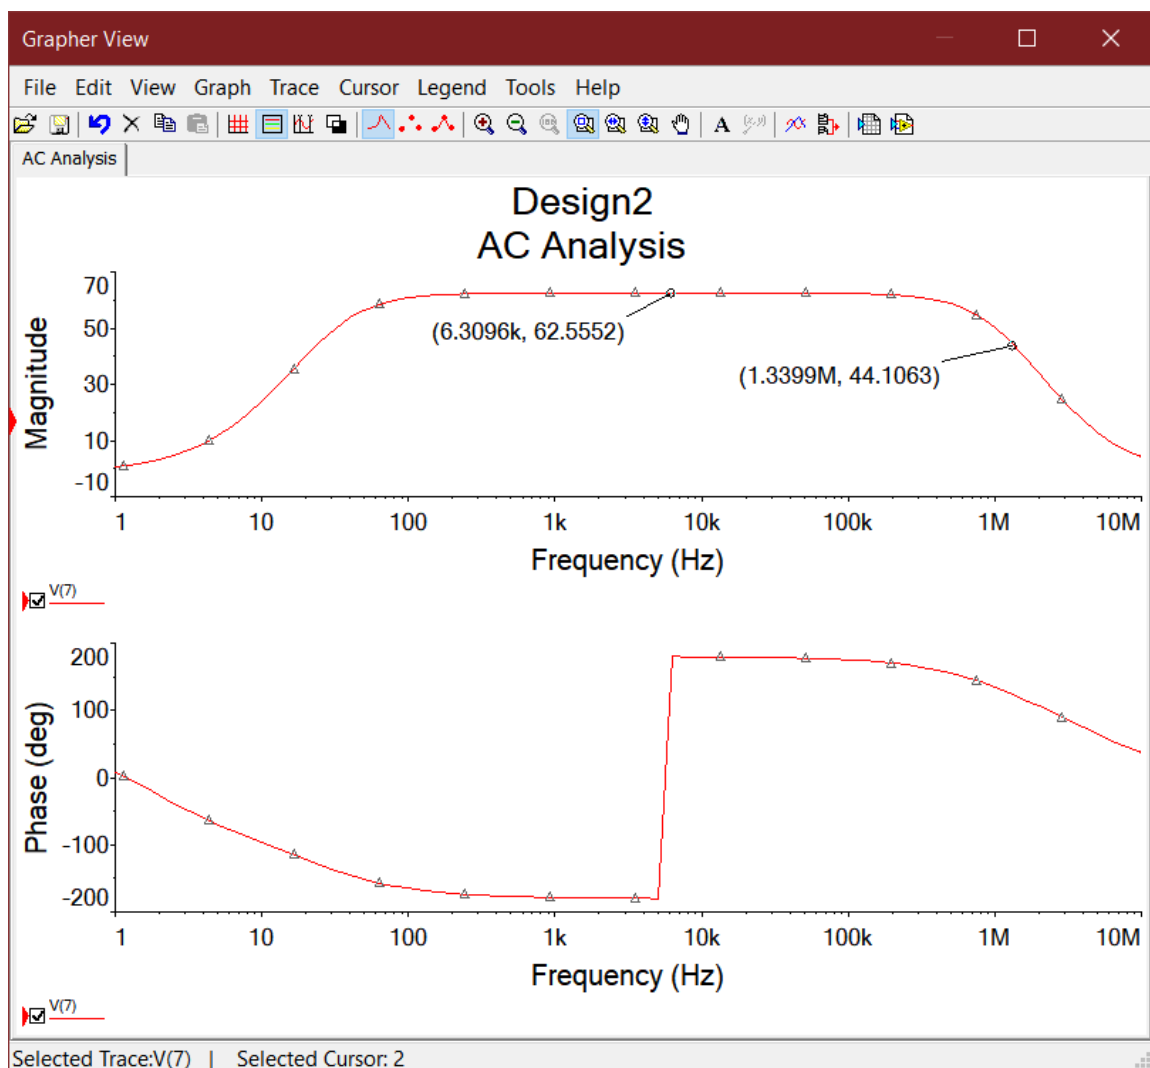 Grapher View
File Edit View Graph Trace Cursor Legend Tools Help
A
AC Analysis
Design2
AC Analysis
Magnitude
70
50
30
10
-10
(6.3096k, 62.5552)
(1.3399M, 44.1063)
1 10 100 1k 10k 100k 1M 10M
Frequency (Hz)
V(7)
Phase (deg)
200
100
0
-100
-200
1 10 100 1k 10k 100k 1M 10M
Frequency (Hz)
V(7)
Selected Trace:V(7) | Selected Cursor: 2